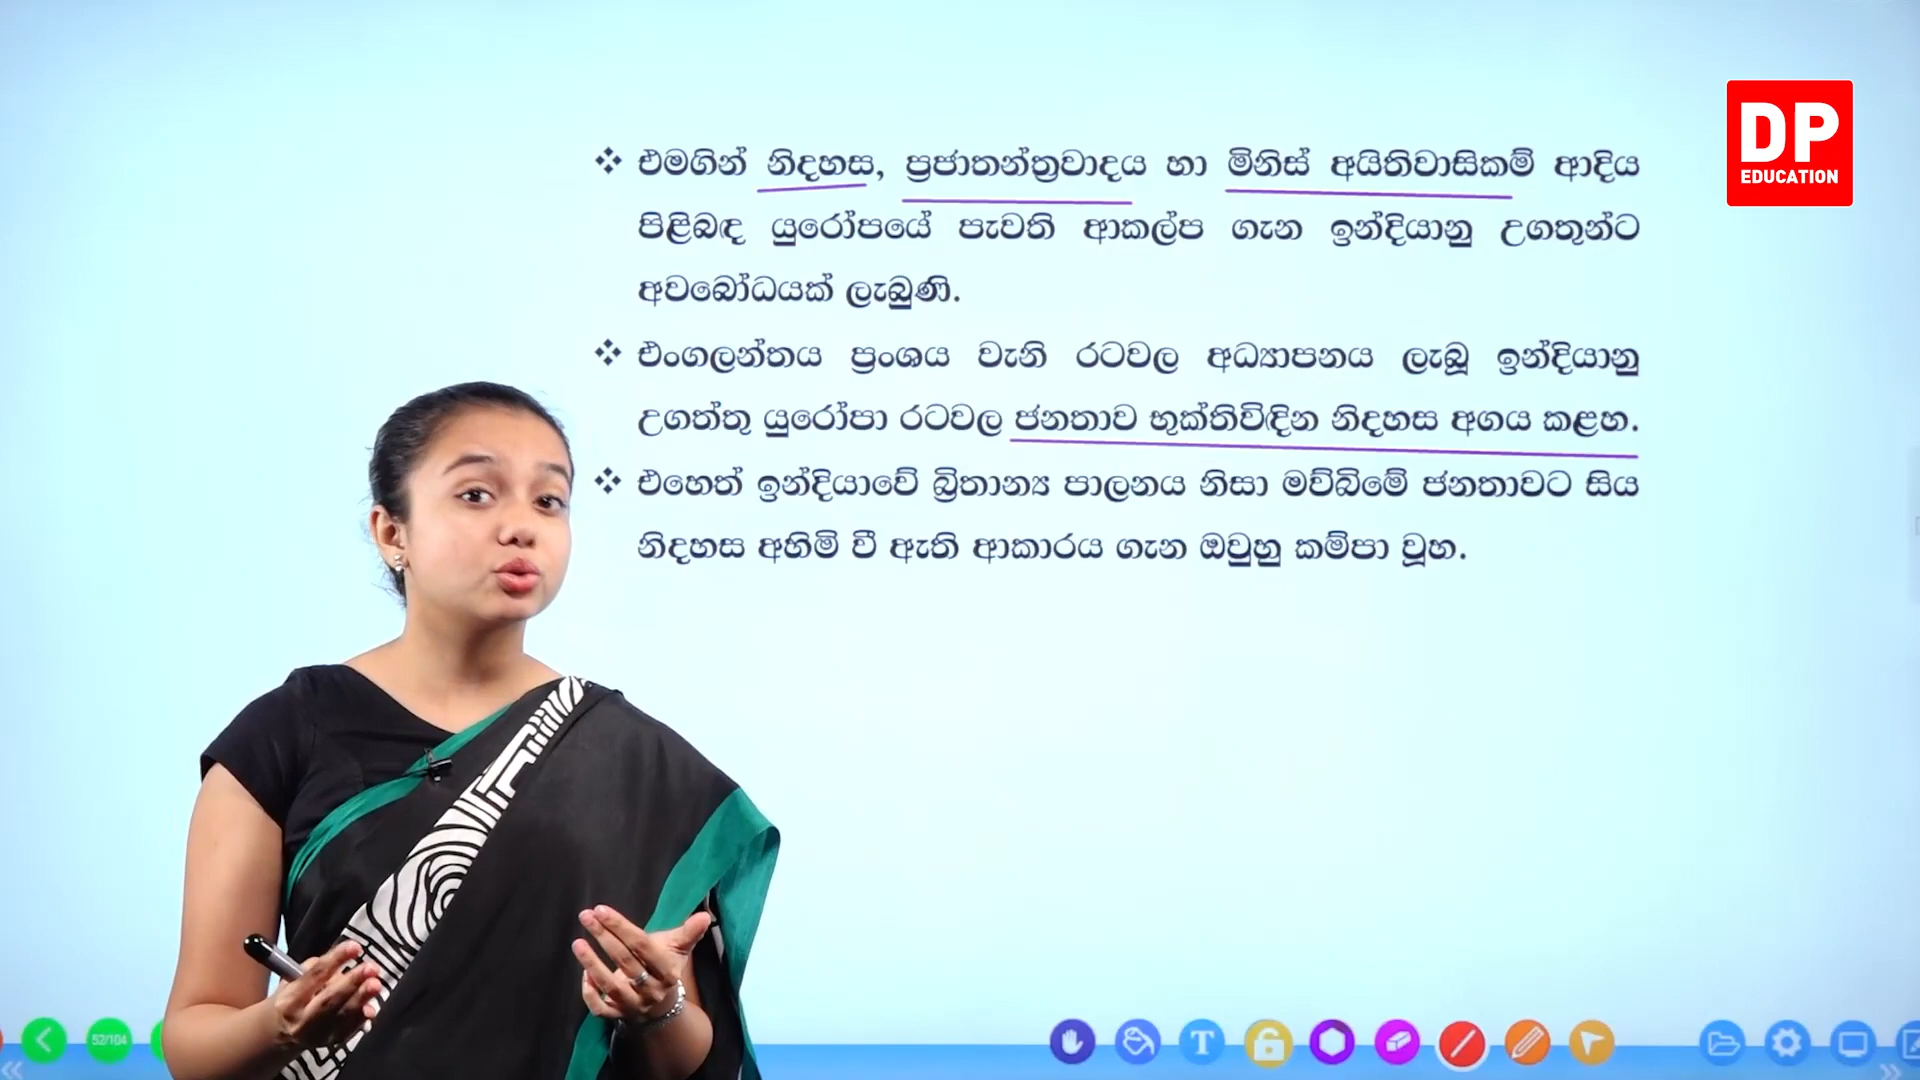 DP
EDUCATION
❖ එමගින් නිදහස, ප්‍රජාතන්ත්‍රවාදය හා මිනිස් අයිතිවාසිකම් ආදිය
පිළිබඳ යුරෝපයේ පැවති ආකල්ප ගැන ඉන්දියානු උගතුන්ට
අවබෝධයක් ලැබුණි.
❖ එංගලන්තය ප්‍රංශය වැනි රටවල අධ්‍යාපනය ලැබූ ඉන්දියානු
උගත්තු යුරෝපා රටවල ජනතාව භුක්තිවිඳින නිදහස අගය කළහ.
❖ එහෙත් ඉන්දියාවේ බ්‍රිතාන්‍ය පාලනය නිසා මව්බිමේ ජනතාවට සිය
නිදහස අහිමි වී ඇති ආකාරය ගැන ඔවුහු කම්පා වූහ.
52/104
T